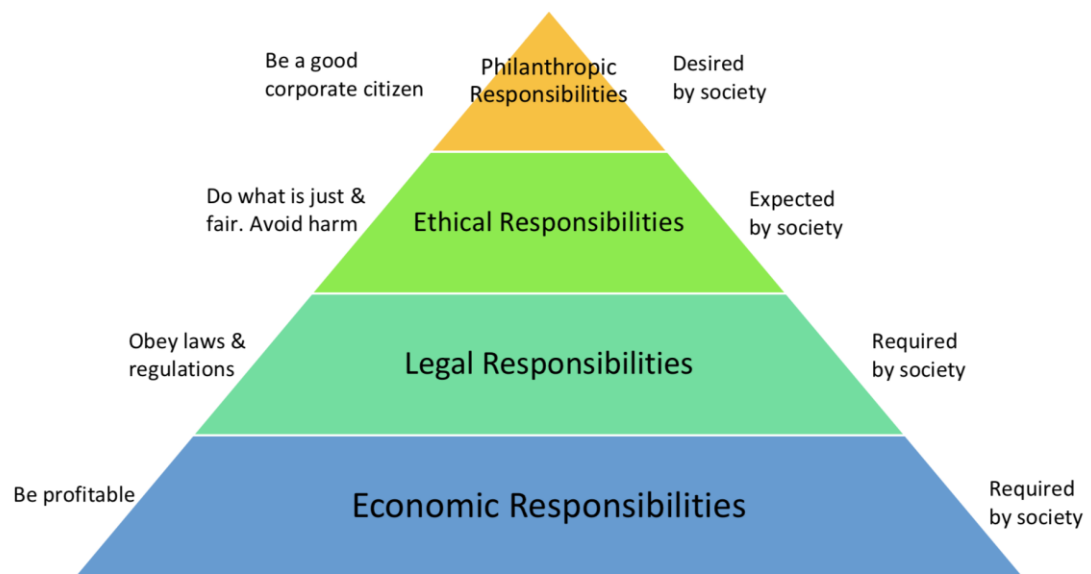 Be a good
corporate citizen
Philanthropic
Responsibilities
Desired
by society
Do what is just &
fair. Avoid harm
Ethical Responsibilities
Expected
by society
Obey laws &
regulations
Legal Responsibilities
Required
by society
Be profitable
Economic Responsibilities
Required
by society